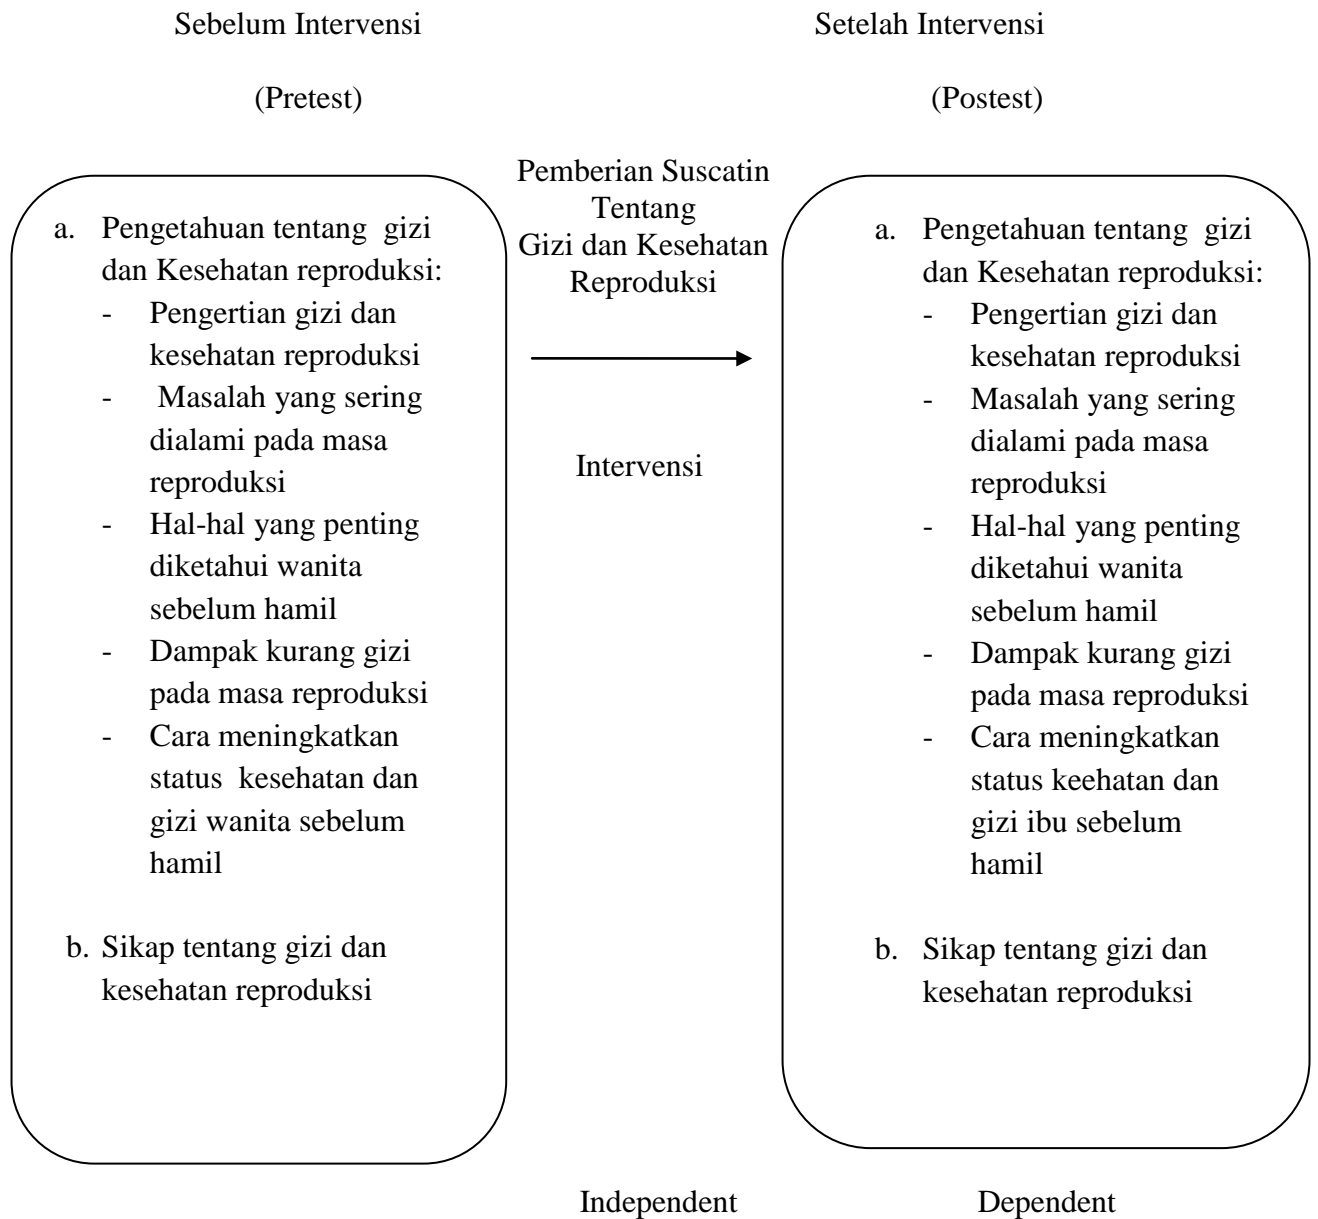 Sebelum Intervensi
Setelah Intervensi
(Pretest)
(Postest)
a. Pengetahuan tentang gizi
dan Kesehatan reproduksi:
- Pengertian gizi dan
kesehatan reproduksi
- Masalah yang sering
dialami pada masa
reproduksi
- Hal-hal yang penting
diketahui wanita
sebelum hamil
- Dampak kurang gizi
pada masa reproduksi
- Cara meningkatkan
status kesehatan dan
gizi wanita sebelum
hamil
b. Sikap tentang gizi dan
kesehatan reproduksi
Pemberian Suscatin
Tentang
Gizi dan Kesehatan
Reproduksi
Intervensi
a. Pengetahuan tentang gizi
dan Kesehatan reproduksi:
- Pengertian gizi dan
kesehatan reproduksi
- Masalah yang sering
dialami pada masa
reproduksi
- Hal-hal yang penting
diketahui wanita
sebelum hamil
- Dampak kurang gizi
pada masa reproduksi
- Cara meningkatkan
status keehatan dan
gizi ibu sebelum
hamil
b. Sikap tentang gizi dan
kesehatan reproduksi
Independent
Dependent